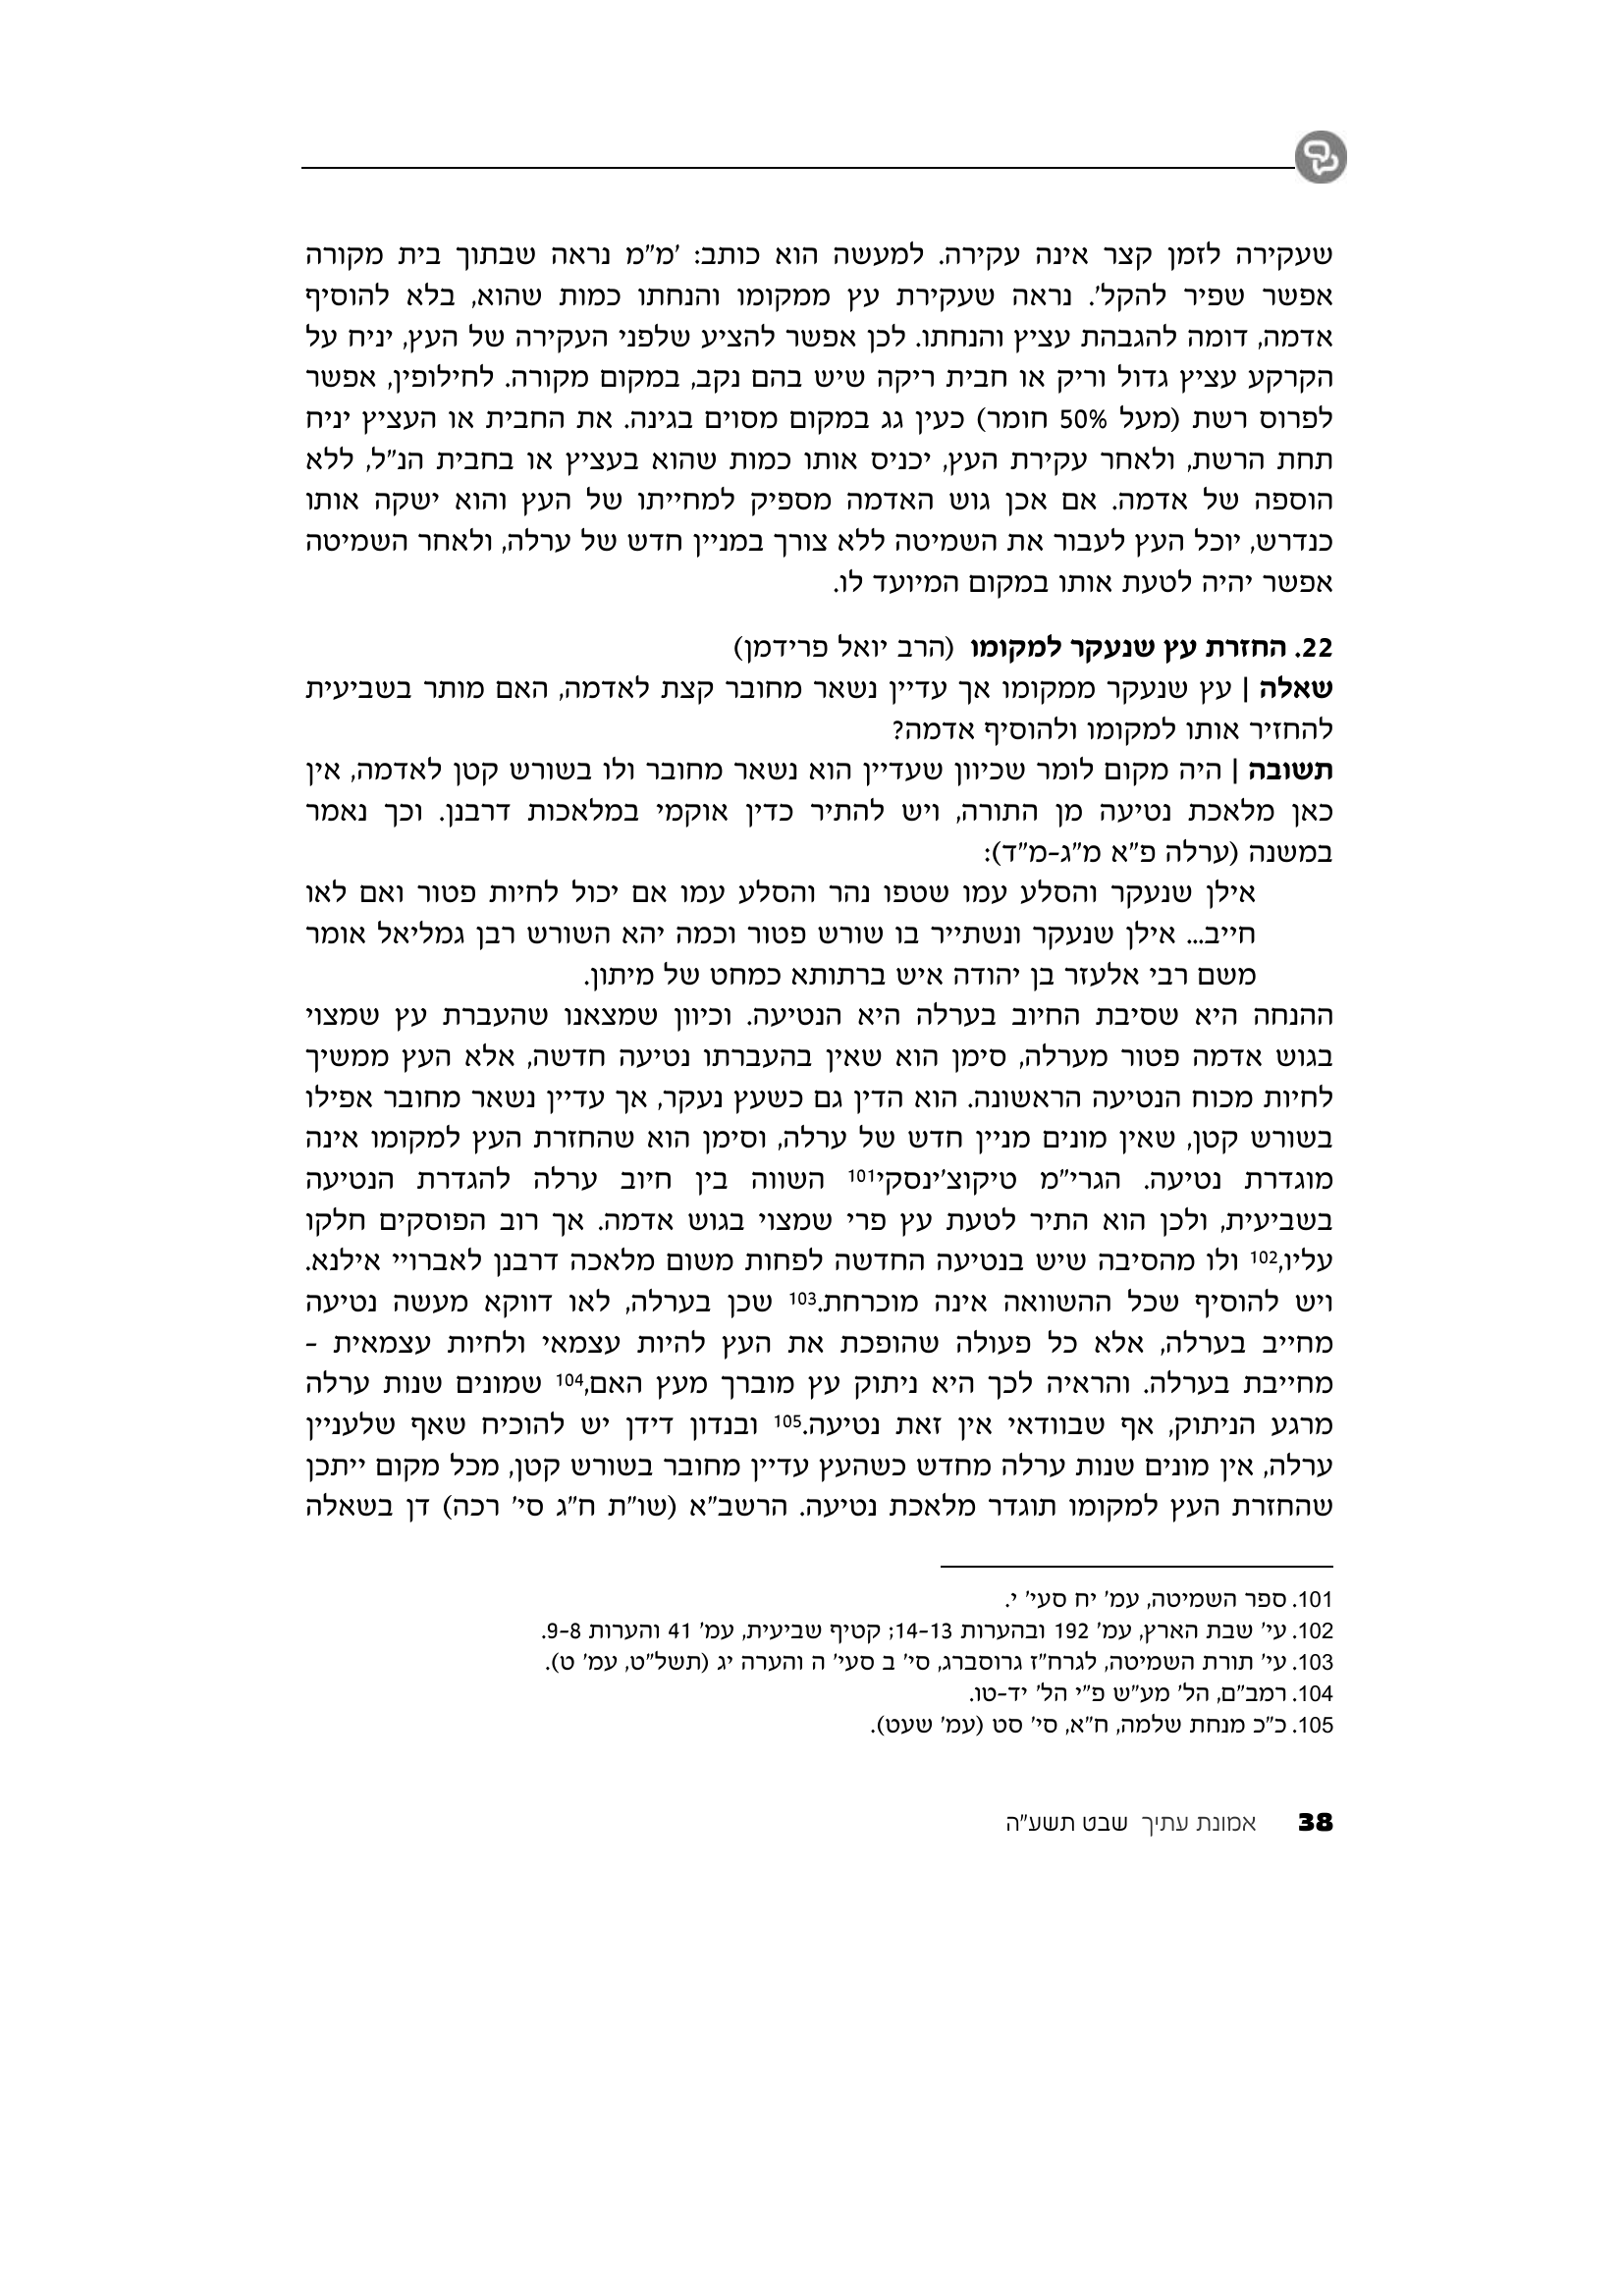 שעקירה לזמן קצר אינה עקירה. למעשה הוא כותב: 'מ"מ נראה שבתוך בית מקורה
אפשר שפיר להקל'. נראה שעקירת עץ ממקומו והנחתו כמות שהוא, בלא להוסיף
אדמה, דומה להגבהת עציץ והנחתו. לכן אפשר להציע שלפני העקירה של העץ, יניח על
הקרקע עציץ גדול וריק או חבית ריקה שיש בהם נקב, במקום מקורה. לחילופין, אפשר
לפרוס רשת (מעל 50% חומר) כעין גג במקום מסוים בגינה. את החבית או העציץ יניח
תחת הרשת, ולאחר עקירת העץ, יכניס אותו כמות שהוא בעציץ או בחבית הנ"ל, ללא
הוספה של אדמה. אם אכן גוש האדמה מספיק למחייתו של העץ והוא ישקה אותו
כנדרש, יוכל העץ לעבור את השמיטה ללא צורך במניין חדש של ערלה, ולאחר השמיטה
אפשר יהיה לטעת אותו במקום המיועד לו.
22. החזרת עץ שנעקר למקומו (הרב יואל פרידמן)
שאלה | עץ שנעקר ממקומו אך עדיין נשאר מחובר קצת לאדמה, האם מותר בשביעית
להחזיר אותו למקומו ולהוסיף אדמה?
תשובה | היה מקום לומר שכיוון שעדיין הוא נשאר מחובר ולו בשורש קטן לאדמה, אין
כאן מלאכת נטיעה מן התורה, ויש להתיר כדין אוקמי במלאכות דרבנן. וכך נאמר
במשנה (ערלה פ"א מ"ג-מ"ד):
אילן שנעקר והסלע עמו שטפו נהר והסלע עמו אם יכול לחיות פטור ואם לאו
חייב... אילן שנעקר ונשתייר בו שורש פטור וכמה יהא השורש רבן גמליאל אומר
משם רבי אלעזר בן יהודה איש ברתותא כמחט של מיתון.
ההנחה היא שסיבת החיוב בערלה היא הנטיעה. וכיוון שמצאנו שהעברת עץ שמצוי
בגוש אדמה פטור מערלה, סימן הוא שאין בהעברתו נטיעה חדשה, אלא העץ ממשיך
לחיות מכוח הנטיעה הראשונה. הוא הדין גם כשעץ נעקר, אך עדיין נשאר מחובר אפילו
בשורש קטן, שאין מונים מניין חדש של ערלה, וסימן הוא שהחזרת העץ למקומו אינה
מוגדרת נטיעה. הגרי"מ טיקוצ'ינסקי101 השווה בין חיוב ערלה להגדרת הנטיעה
בשביעית, ולכן הוא התיר לטעת עץ פרי שמצוי בגוש אדמה. אך רוב הפוסקים חלקו
עליו,102 ולו מהסיבה שיש בנטיעה החדשה לפחות משום מלאכה דרבנן לאברויי אילנא.
ויש להוסיף שכל ההשוואה אינה מוכרחת.103 שכן בערלה, לאו דווקא מעשה נטיעה
מחייב בערלה, אלא כל פעולה שהופכת את העץ להיות עצמאי ולחיות עצמאית -
מחייבת בערלה. והראיה לכך היא ניתוק עץ מוברך מעץ האם,104 שמונים שנות ערלה
מרגע הניתוק, אף שבוודאי אין זאת נטיעה.105 ובנדון דידן יש להוכיח שאף שלעניין
ערלה, אין מונים שנות ערלה מחדש כשהעץ עדיין מחובר בשורש קטן, מכל מקום ייתכן
שהחזרת העץ למקומו תוגדר מלאכת נטיעה. הרשב"א (שו"ת ח"ג סי' רכה) דן בשאלה
101. ספר השמיטה, עמ' יח סעי' י.
102. עי' שבת הארץ, עמ' 192 ובהערות 14-13; קטיף שביעית, עמ' 41 והערות 9-8.
103. עי' תורת השמיטה, לגרח"ז גרוסברג, סי' ב סעי' ה והערה יג (תשל"ט, עמ' ט).
104. רמב"ם, הל' מע"ש פ"י הל' יד-טו.
105. כ"כ מנחת שלמה, ח"א, סי' סט (עמ' שעט).
38 אמונת עתיך שבט תשע"ה